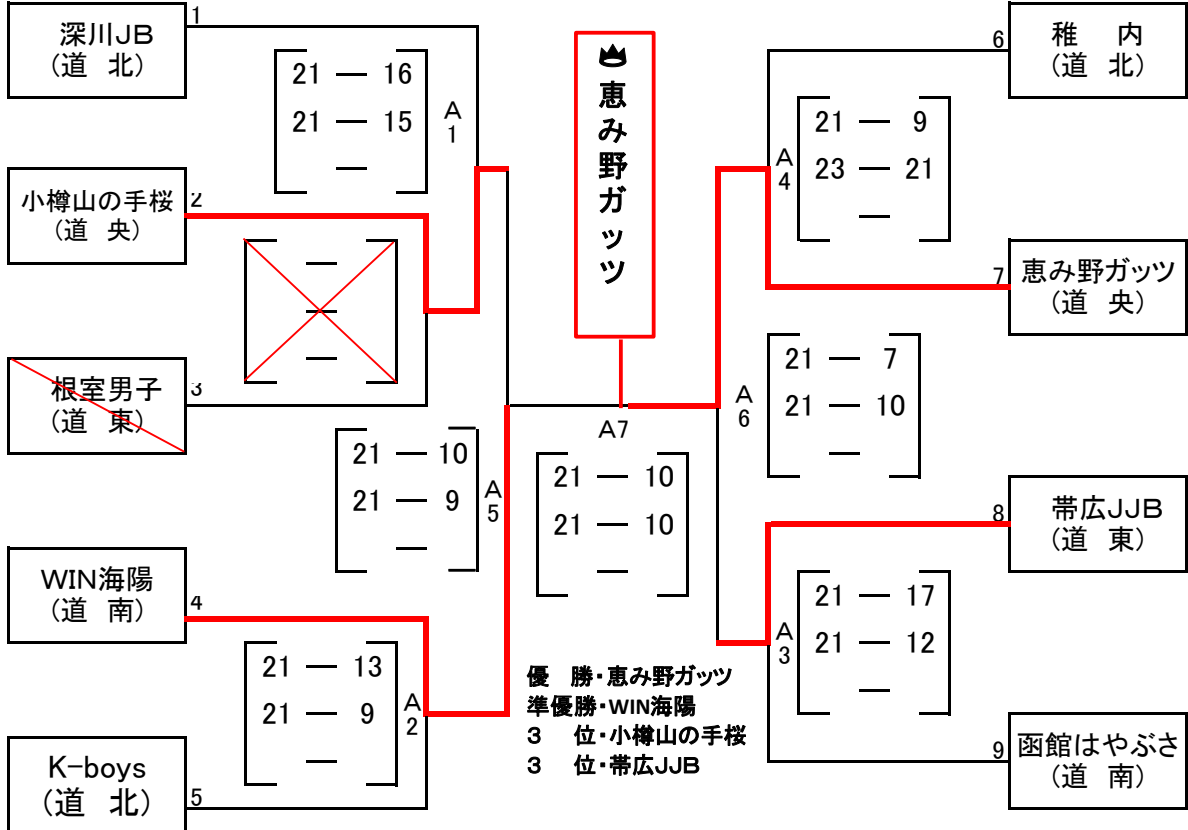 深川JB
(道 北)
1
21 — 16
21 — 15
—
A
1
小樽山の手桜
(道 央)
2
—
—
—
根室男子
(道 東)
3
21 — 10
21 — 9
—
A
5
WIN海陽
(道 南)
4
21 — 13
21 — 9
—
A
2
K-boys
(道 北)
5
恵み野ガッツ
A7
21 — 10
21 — 10
—
優 勝・恵み野ガッツ
準優勝・WIN海陽
3 位・小樽山の手桜
3 位・帯広JJB
6
稚 内
(道 北)
A
4
21 — 9
23 — 21
—
7
恵み野ガッツ
(道 央)
A
6
21 — 7
21 — 10
—
8
帯広JJB
(道 東)
A
3
21 — 17
21 — 12
—
9
函館はやぶさ
(道 南)